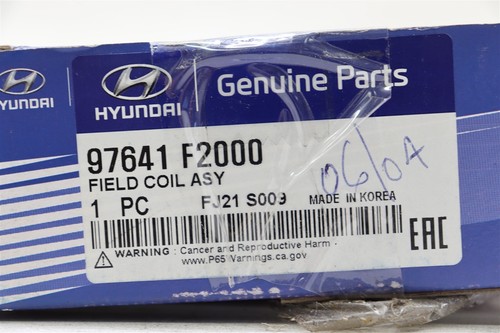 HYUNDAI
HYUNDAI
Genuine Parts
97641 F2000
FIELD COIL ASY
1 PC FJ21 S009 MADE IN KOREA
06/0A
EAC
WARNING : Cancer and Reproductive Harm -
www.P65Warnings.ca.gov